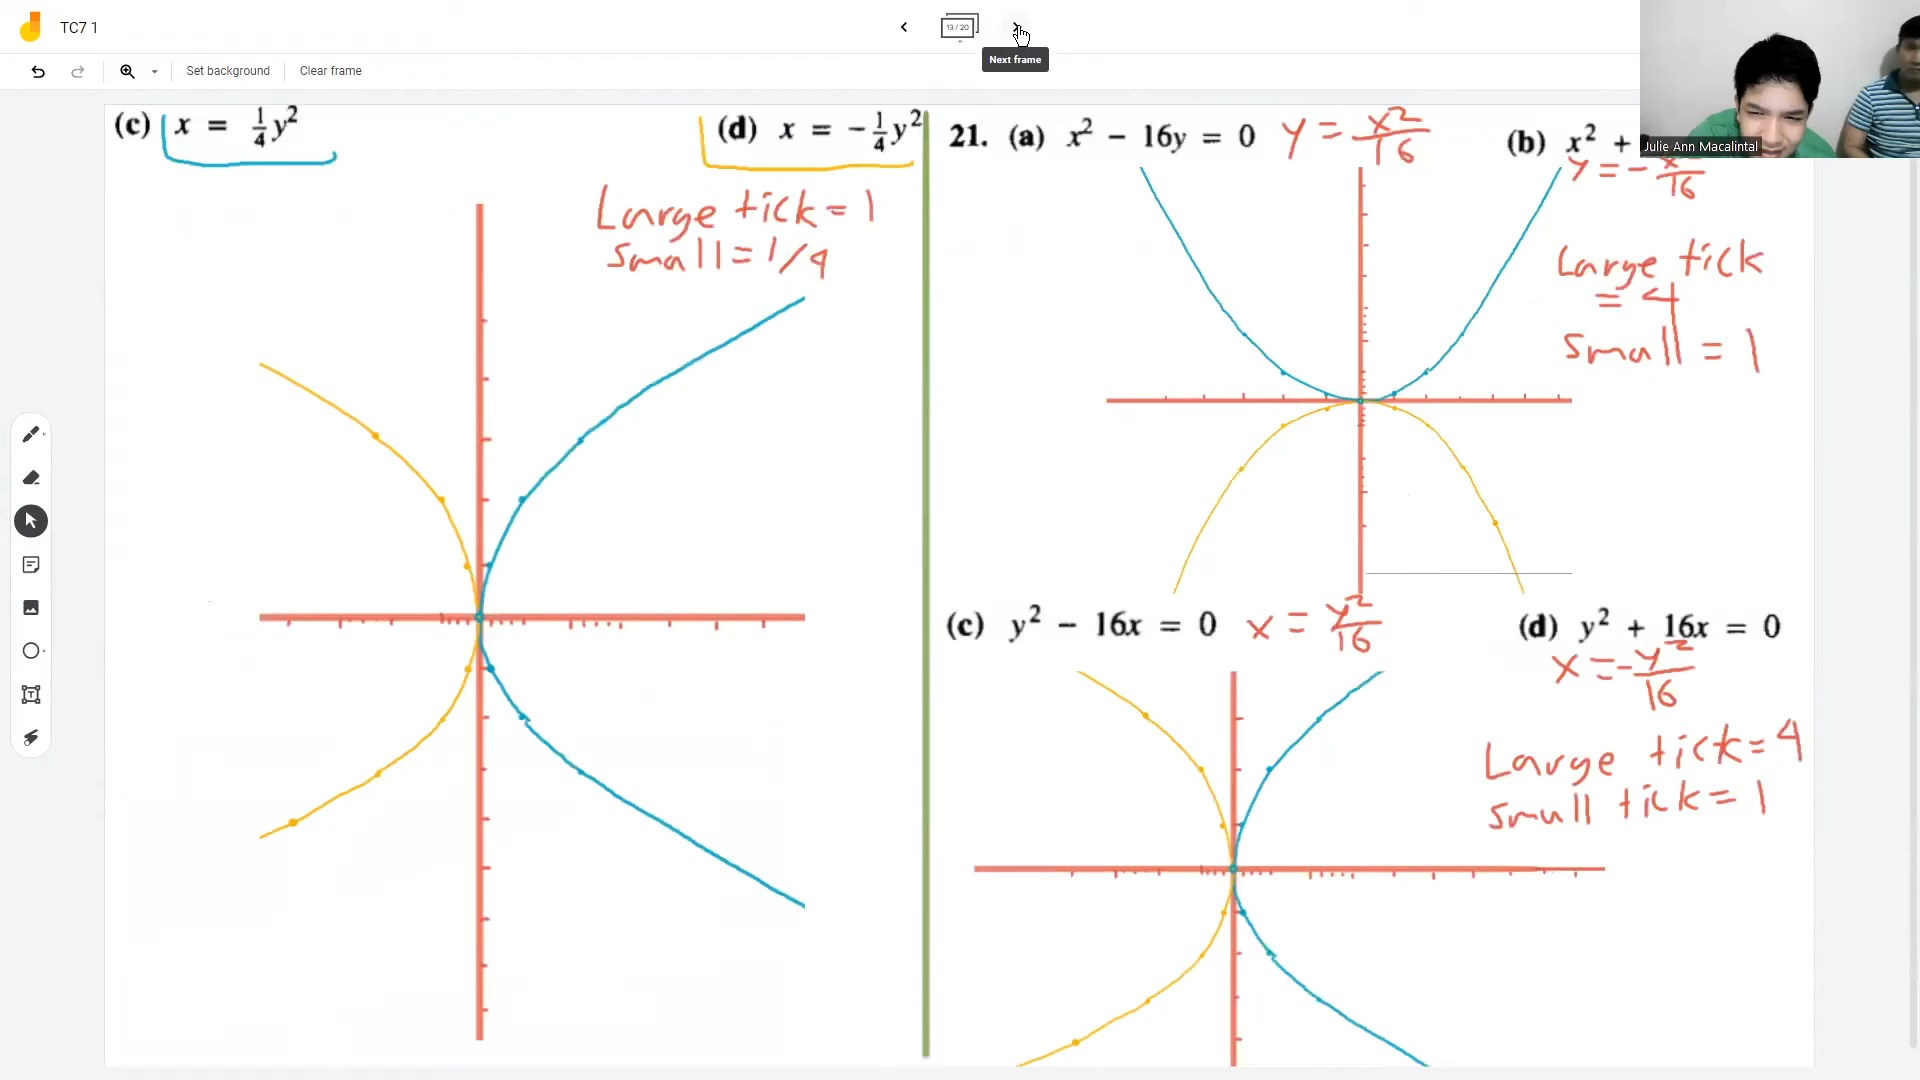 TC7 1
13 / 20
Next frame
Set background
Clear frame
Julie Ann Macalintal
(c) x = 1/4 y²
(d) x = -1/4 y²
Large tick = 1
small = 1/4
21. (a) x² - 16y = 0 y = x²/16
(b) x² +
y = - x²/16
Large tick
= 4
small = 1
(c) y² - 16x = 0 x = y²/16
(d) y² + 16x = 0
x = - y²/16
Large tick = 4
small tick = 1